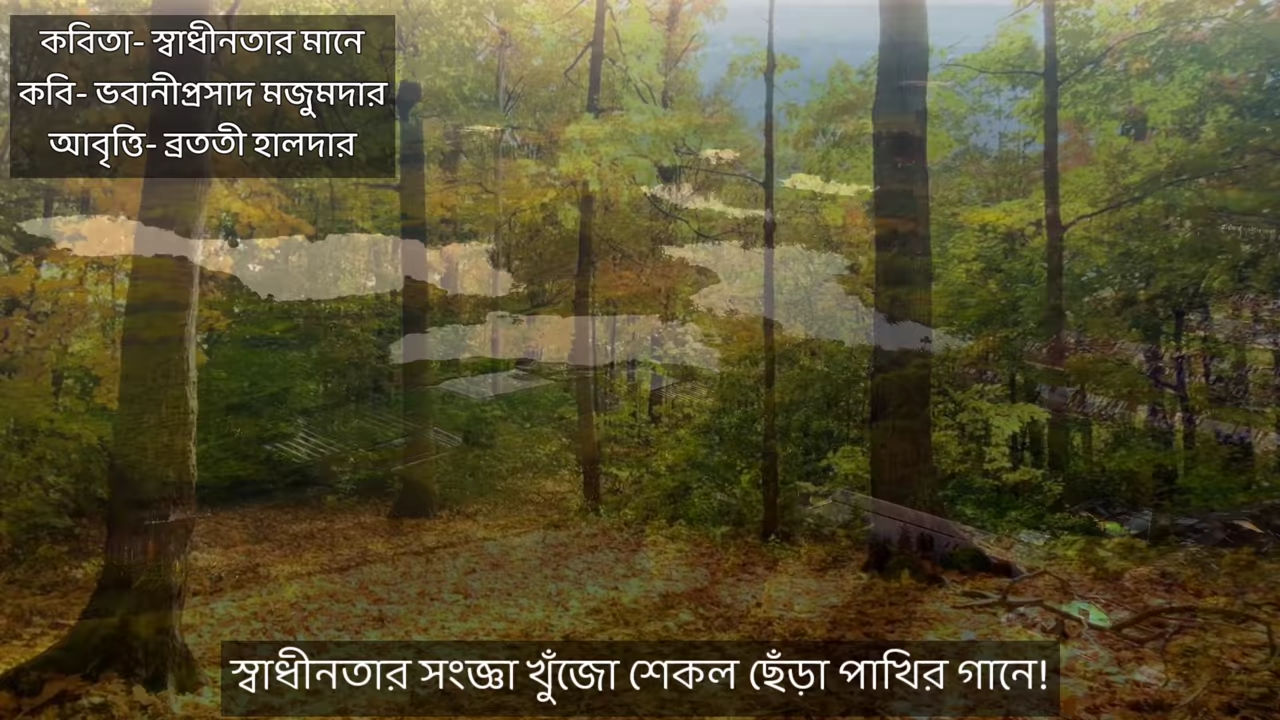 কবিতা- স্বাধীনতার মানে
কবি- ভবানীপ্রসাদ মজুমদার
আবৃত্তি- ব্রততী হালদার
স্বাধীনতার সংজ্ঞা খুঁজো শেকল ছেঁড়া পাখির গানে!